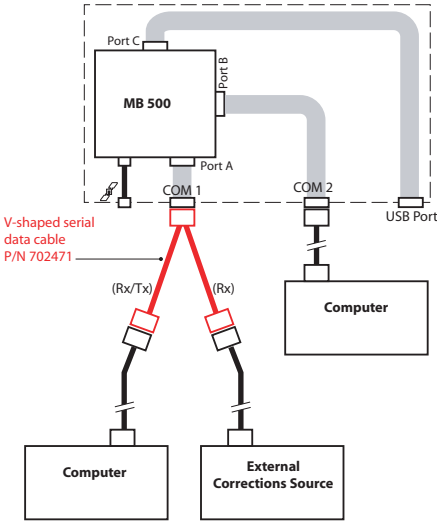 Port C
Port B
MB 500
Port A
COM 1
COM 2
USB Port
V-shaped serial
data cable
P/N 702471
(Rx/Tx)
(Rx)
Computer
Computer
External
Corrections Source